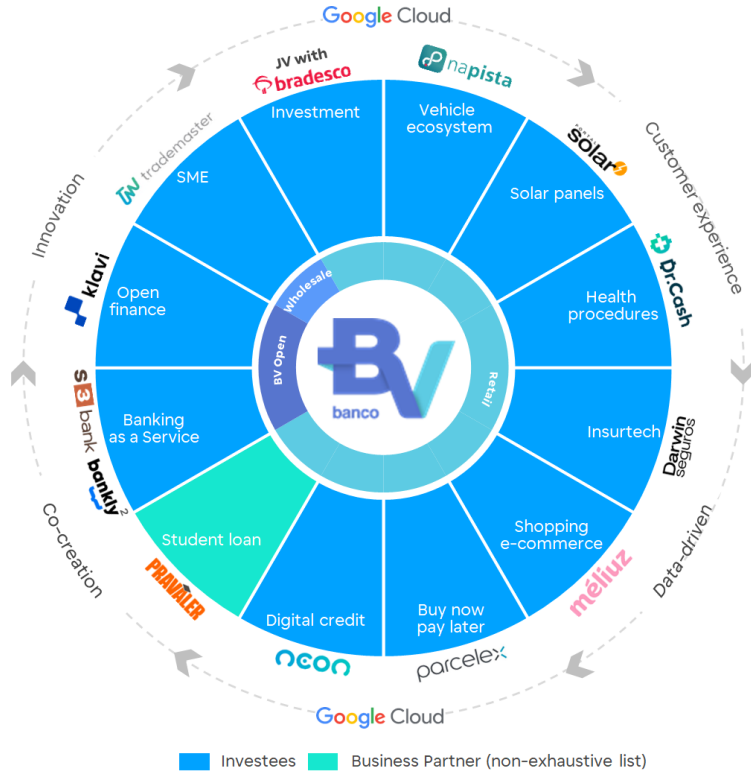 Google Cloud
JV with
bradesco
Investment
napista
Vehicle
ecosystem
PORTAL
solar
Solar panels
Customer experience
Dr.Cash
Health
procedures
Insurtech
Darwin
seguros
Shopping
e-commerce
méliuz
Data-driven
Buy now
pay later
parcelex
Digital credit
neon
Student loan
PRAVALER
Co-creation
Banking
as a Service
S3
bank
bankly²
Open
finance
klavi
Innovation
SME
trademaster
Wholesale
BV Open
Retail
BV
banco
Google Cloud
Investees
Business Partner (non-exhaustive list)